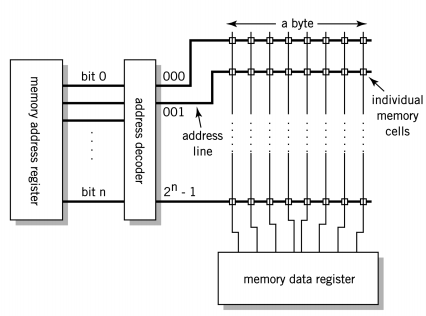 a byte
bit 0
000
001
memory address register
address decoder
address
line
individual
memory
cells
bit n
2ⁿ - 1
memory data register